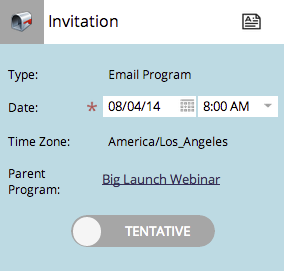 Invitation
Type: Email Program
Date: * 08/04/14 8:00 AM
Time Zone: America/Los_Angeles
Parent
Program: Big Launch Webinar
TENTATIVE